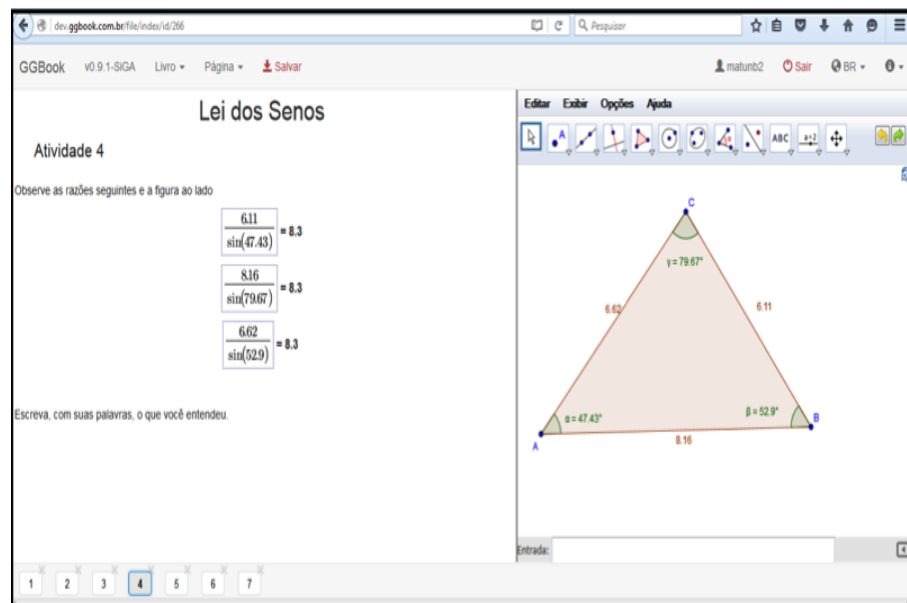 dev.ggbook.com.br/file/index/id/266
Pesquisar
GGBook v0.9.1-SiGA Livro Página Salvar matunb2 Sair BR
Lei dos Senos
Atividade 4
Observe as razões seguintes e a figura ao lado
6.11
sin(47.43) = 8.3
8.16
sin(79.67) = 8.3
6.62
sin(52.9) = 8.3
Escreva, com suas palavras, o que você entendeu.
1 2 3 4 5 6 7
Editar Exibir Opções Ajuda
A ABC a=2
C
γ = 79.67°
6.62
6.11
α = 47.43°
β = 52.9°
B
A
8.16
Entrada: